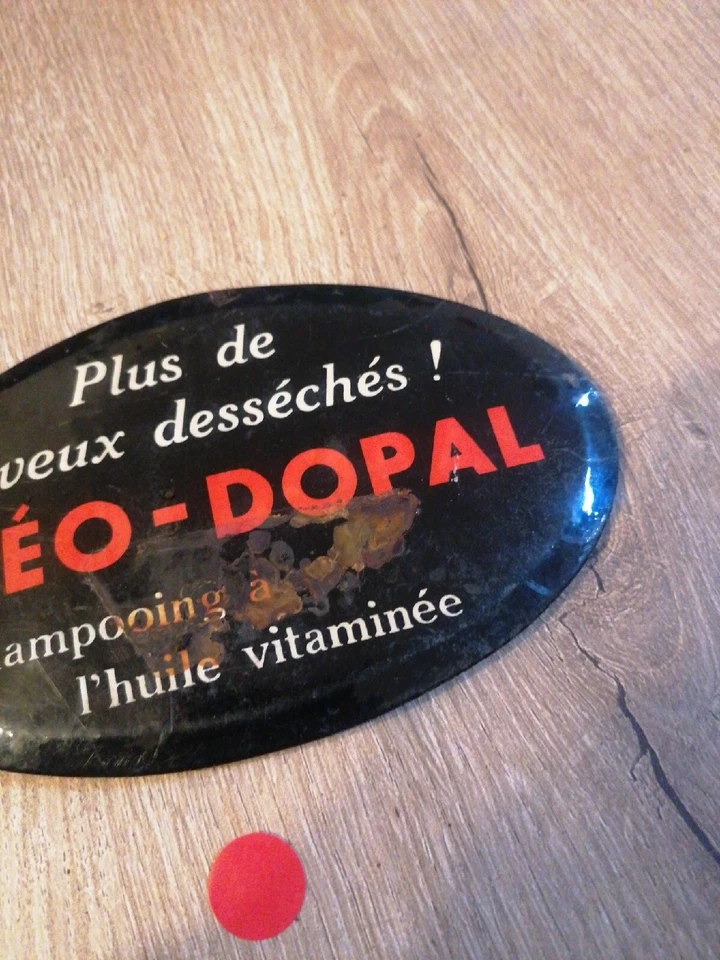 Plus de
veux desséchés !
ÉO-DOPAL
ampooing à
l'huile vitaminée